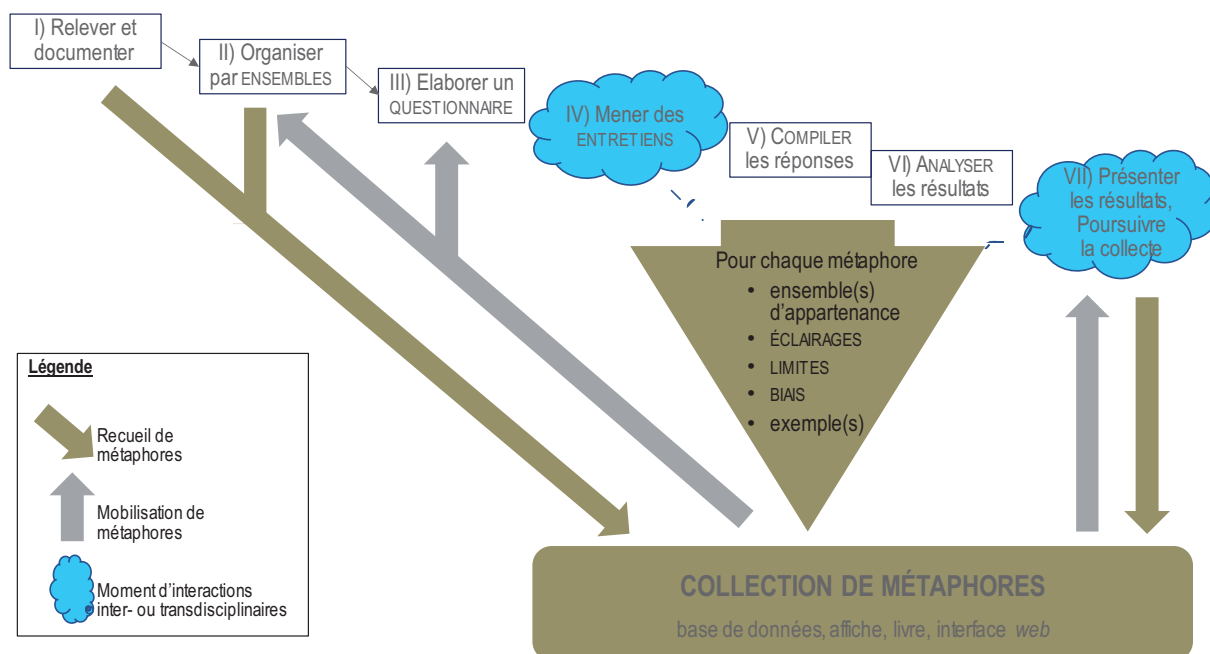 I) Relever et
documenter
II) Organiser
par ENSEMBLES
III) Elaborer un
QUESTIONNAIRE
IV) Mener des
ENTRETIENS
V) COMPILER
les réponses
VI) ANALYSER
les résultats
VII) Présenter
les résultats,
Poursuivre
la collecte
Pour chaque métaphore
• ensemble(s)
d'appartenance
• ÉCLAIRAGES
• LIMITES
• BIAIS
• exemple(s)
Légende
Recueil de
métaphores
Mobilisation de
métaphores
Moment d'interactions
inter- ou transdisciplinaires
COLLECTION DE MÉTAPHORES
base de données, affiche, livre, interface web